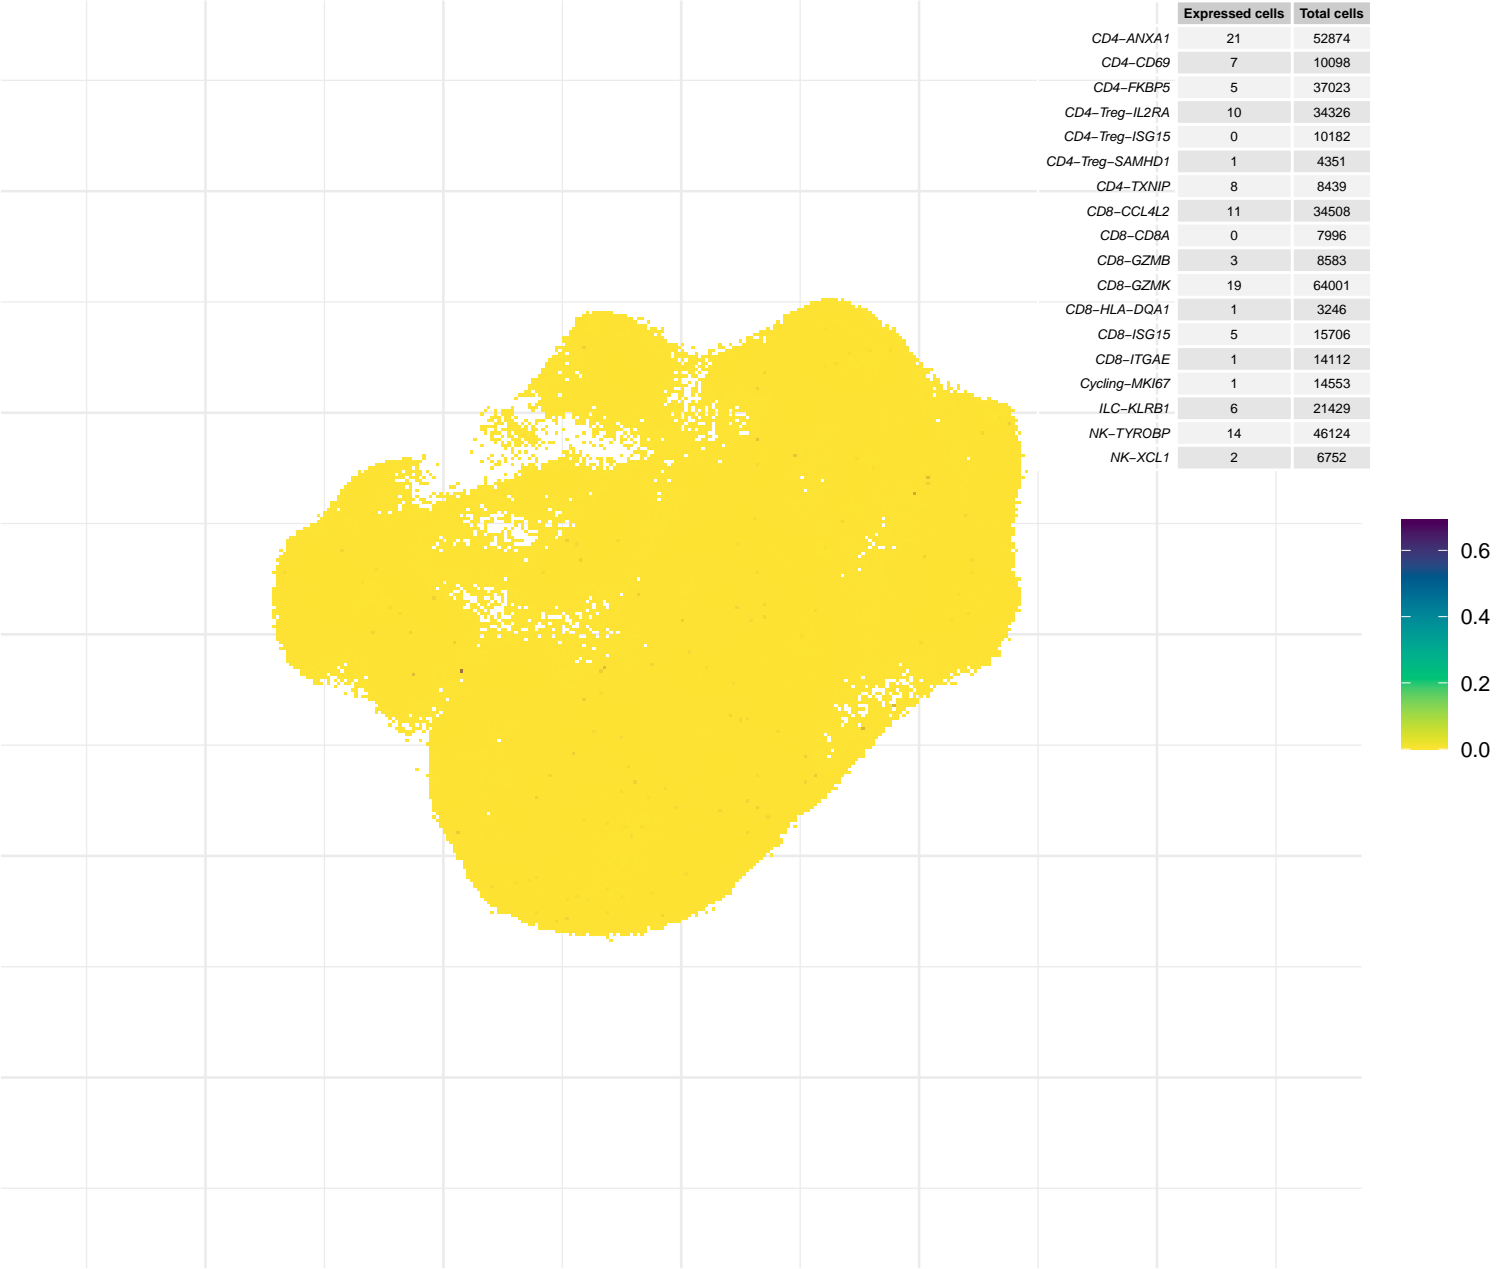 Expressed cells Total cells
CD4−ANXA1 21 52874
CD4−CD69 7 10098
CD4−FKBP5 5 37023
CD4−Treg−IL2RA 10 34326
CD4−Treg−ISG15 0 10182
CD4−Treg−SAMHD1 1 4351
CD4−TXNIP 8 8439
CD8−CCL4L2 11 34508
CD8−CD8A 0 7996
CD8−GZMB 3 8583
CD8−GZMK 19 64001
CD8−HLA−DQA1 1 3246
CD8−ISG15 5 15706
CD8−ITGAE 1 14112
Cycling−MKI67 1 14553
ILC−KLRB1 6 21429
NK−TYROBP 14 46124
NK−XCL1 2 6752
0.6
0.4
0.2
0.0